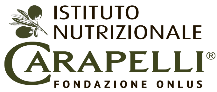 ISTITUTO
NUTRIZIONALE
CARAPELLI®
FONDAZIONE ONLUS